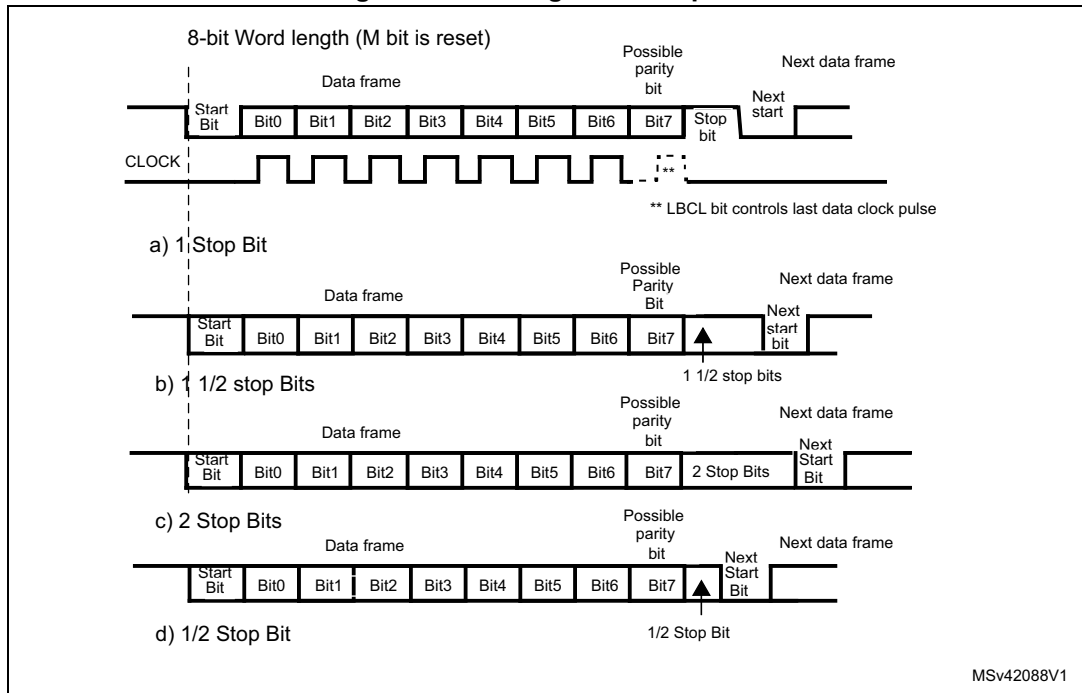 8-bit Word length (M bit is reset)
Data frame
Possible
parity
bit
Next data frame
Start
Bit
Bit0
Bit1
Bit2
Bit3
Bit4
Bit5
Bit6
Bit7
Stop
bit
Next
start
CLOCK
**
** LBCL bit controls last data clock pulse
a) 1 Stop Bit
Data frame
Possible
Parity
Bit
Next data frame
Start
Bit
Bit0
Bit1
Bit2
Bit3
Bit4
Bit5
Bit6
Bit7
Next
start
bit
1 1/2 stop bits
b) 1 1/2 stop Bits
Data frame
Possible
parity
bit
Next data frame
Start
Bit
Bit0
Bit1
Bit2
Bit3
Bit4
Bit5
Bit6
Bit7
2 Stop Bits
Next
Start
Bit
c) 2 Stop Bits
Data frame
Possible
parity
bit
Next data frame
Start
Bit
Bit0
Bit1
Bit2
Bit3
Bit4
Bit5
Bit6
Bit7
Next
Start
Bit
1/2 Stop Bit
d) 1/2 Stop Bit
MSv42088V1